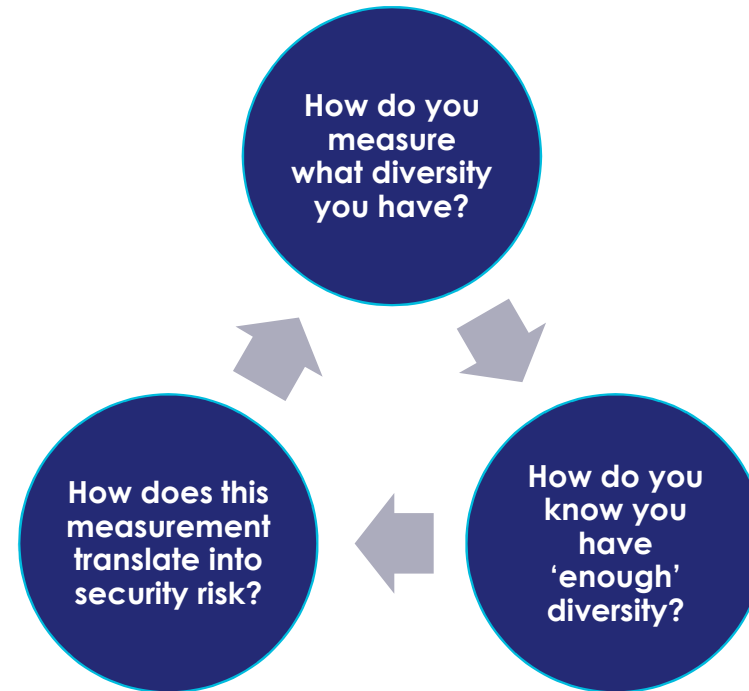 How do you
measure
what diversity
you have?
How do you
know you
have
‘enough’
diversity?
How does this
measurement
translate into
security risk?